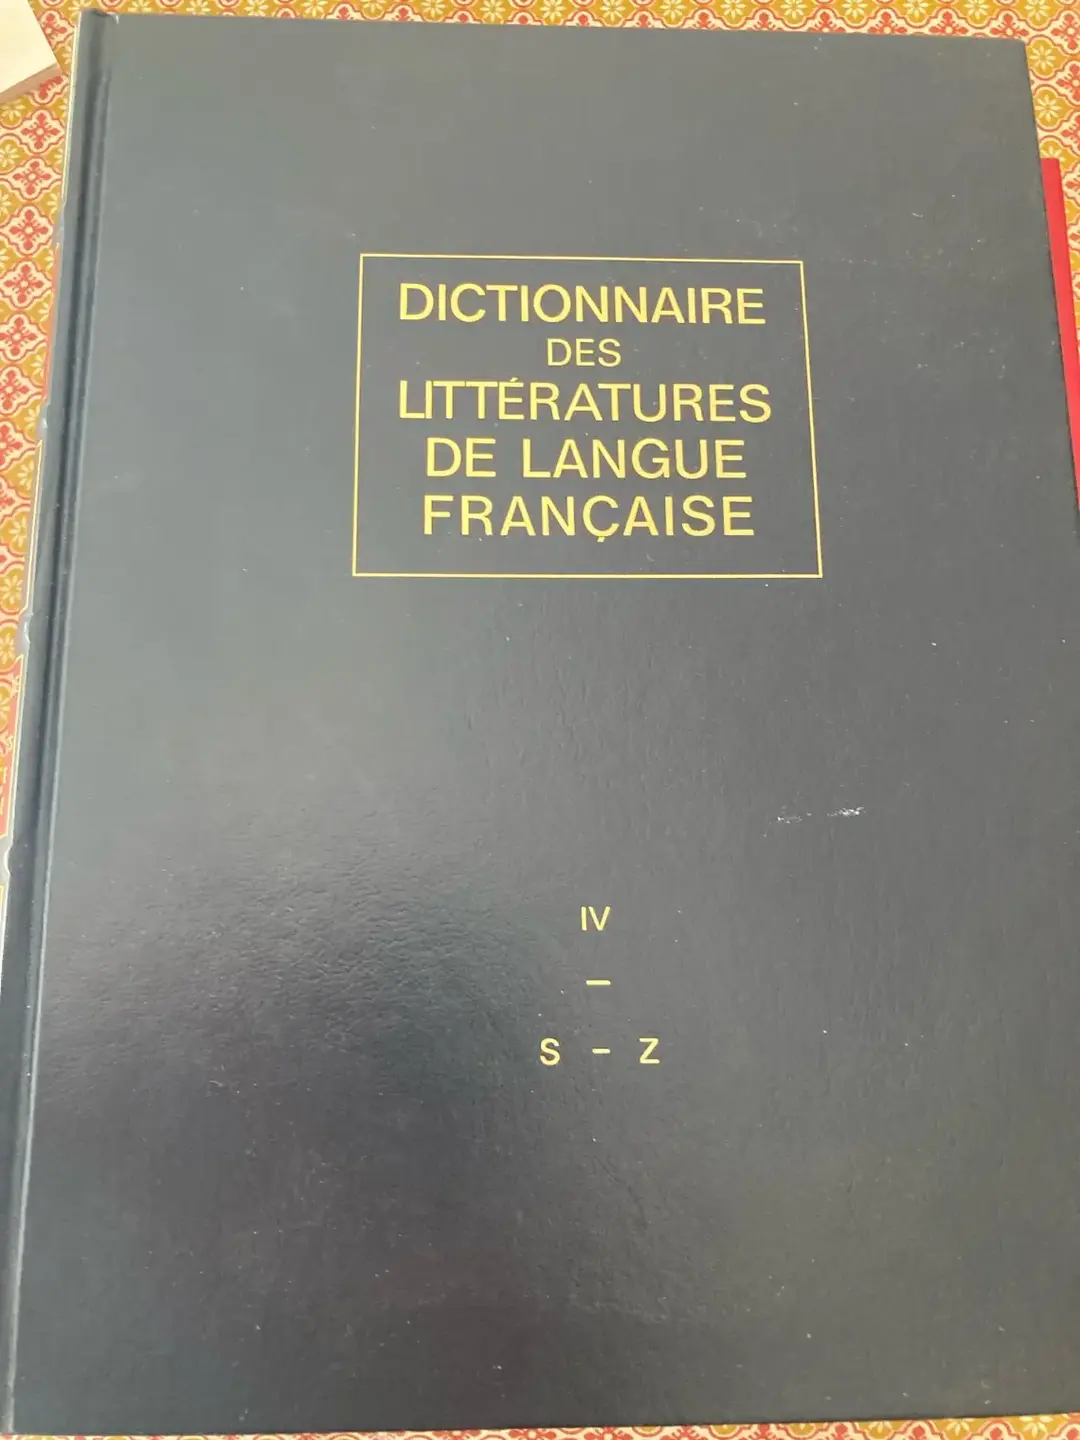 DICTIONNAIRE
DES
LITTÉRATURES
DE LANGUE
FRANÇAISE
IV
–
S – Z